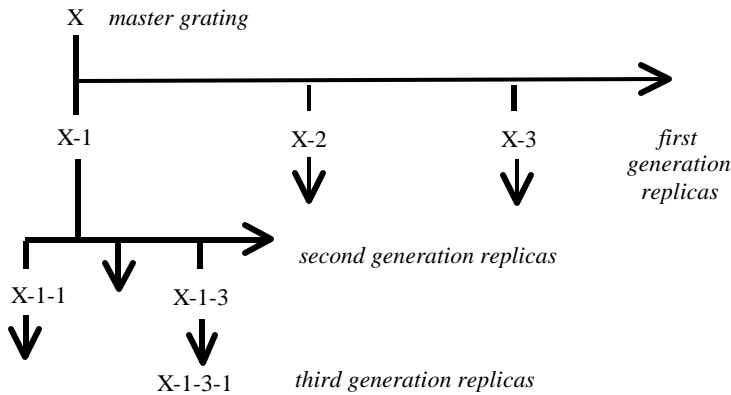 X master grating
X-1 X-2 X-3 first
generation
replicas
second generation replicas
X-1-1 X-1-3
X-1-3-1 third generation replicas